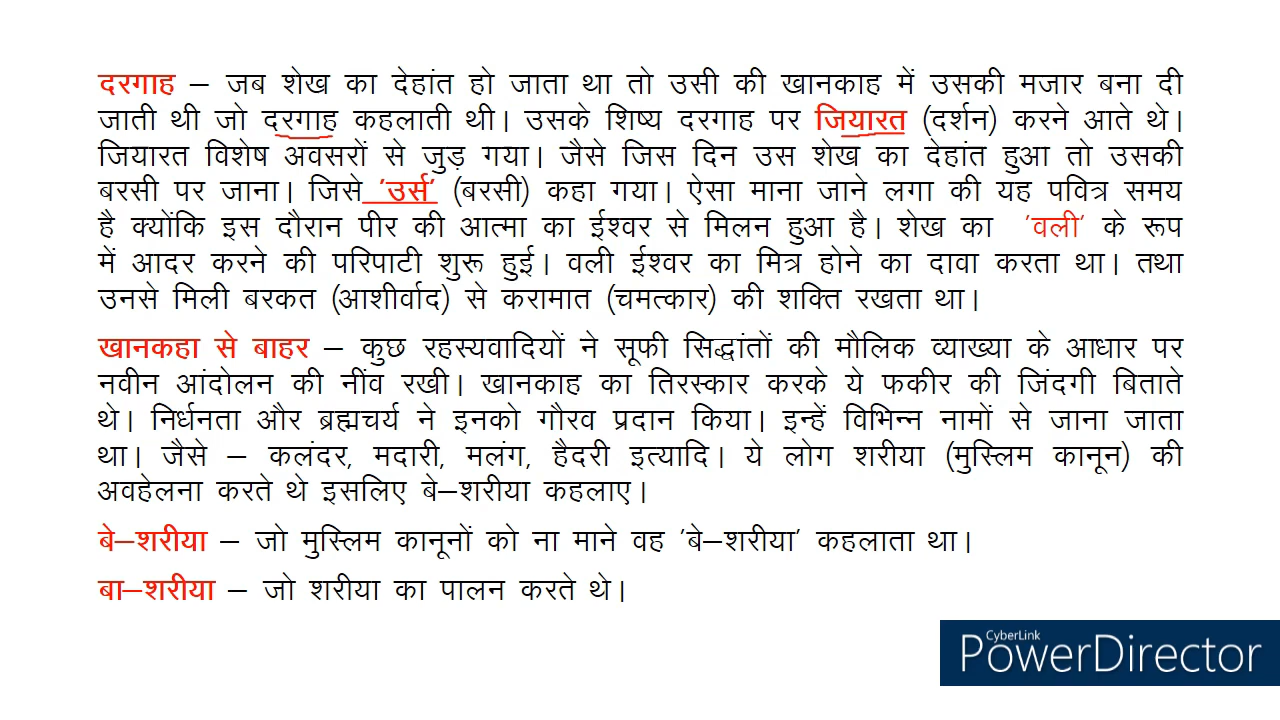 दरगाह – जब शेख का देहांत हो जाता था तो उसी की खानकाह में उसकी मजार बना दी
जाती थी जो दरगाह कहलाती थी। उसके शिष्य दरगाह पर जियारत (दर्शन) करने आते थे।
जियारत विशेष अवसरों से जुड़ गया। जैसे जिस दिन उस शेख का देहांत हुआ तो उसकी
बरसी पर जाना। जिसे 'उर्स' (बरसी) कहा गया। ऐसा माना जाने लगा की यह पवित्र समय
है क्योंकि इस दौरान पीर की आत्मा का ईश्वर से मिलन हुआ है। शेख का 'वली' के रूप
में आदर करने की परिपाटी शुरू हुई। वली ईश्वर का मित्र होने का दावा करता था। तथा
उनसे मिली बरकत (आशीर्वाद) से करामात (चमत्कार) की शक्ति रखता था।
खानकहा से बाहर – कुछ रहस्यवादियों ने सूफी सिद्धांतों की मौलिक व्याख्या के आधार पर
नवीन आंदोलन की नींव रखी। खानकाह का तिरस्कार करके ये फकीर की जिंदगी बिताते
थे। निर्धनता और ब्रह्मचर्य ने इनको गौरव प्रदान किया। इन्हें विभिन्न नामों से जाना जाता
था। जैसे – कलंदर, मदारी, मलंग, हैदरी इत्यादि। ये लोग शरीया (मुस्लिम कानून) की
अवहेलना करते थे इसलिए बे–शरीया कहलाए।
बे–शरीया – जो मुस्लिम कानूनों को ना माने वह 'बे–शरीया' कहलाता था।
बा–शरीया – जो शरीया का पालन करते थे।
CyberLink
PowerDirector